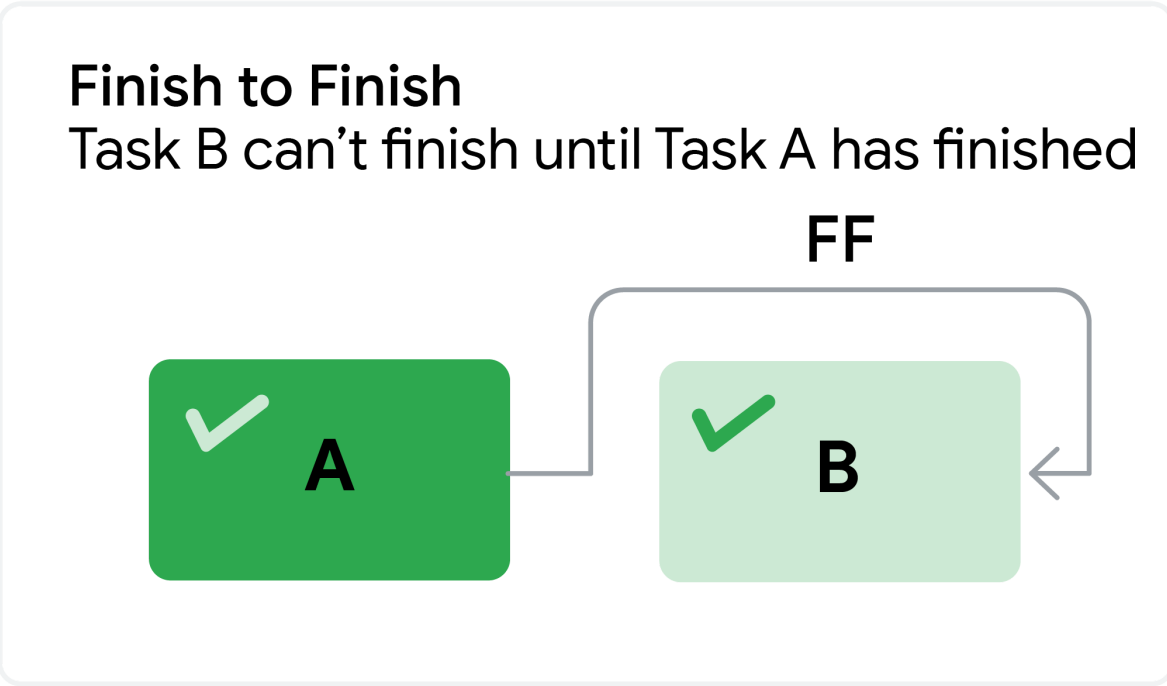 Finish to Finish
Task B can’t finish until Task A has finished
FF
A
B